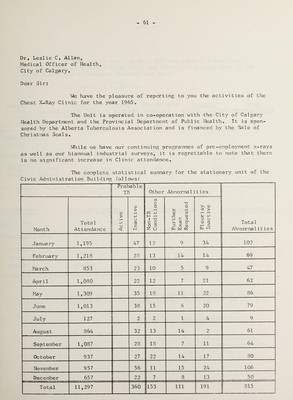 - 61 -
Dr. Leslie C. Allan,
Medical Officer of Health,
City of Calgary.
Dear Sir:
We have the pleasure of reporting to you the activities of the
Chest X-Ray Clinic for the year 1965.
The Unit is operated in co-operation with the City of Calgary
Health Department and the Provincial Department of Public Health. It is spon-
sored by the Alberta Tuberculosis Association and is financed by the Sale of
Christmas Seals.
While we have our continuing programmes of pre-employment x-rays
as well as our biannual industrial surveys, it is regrettable to note that there
is no significant increase in Clinic attendance.
The complete statistical summary for the stationary unit of the
Civic Administration Building follows:
Probable TB Other Abnormalities
Month Total Attendance Active Inactive Non-TB Conditions Further Exam Requested Pleurisy Inactive Total Abnormalities
January 1,195 47 12 9 34 102
February 1,218 28 13 14 14
March 853 23 10 5 9 47
April 1,080 22 12 7 21 62
May 1,309 35 18 11 22 86
June 1,013 38 15 6 20 79
July 127 2 2 1 4 9
August 864 32 13 14 2 61
September 1,087 28 18 7 11 64
October 937 27 22 14 17 80
November 957 56 11 15 24 106
December 657 22 7 8 13 50
Total 11,297 360 153 111 191 815